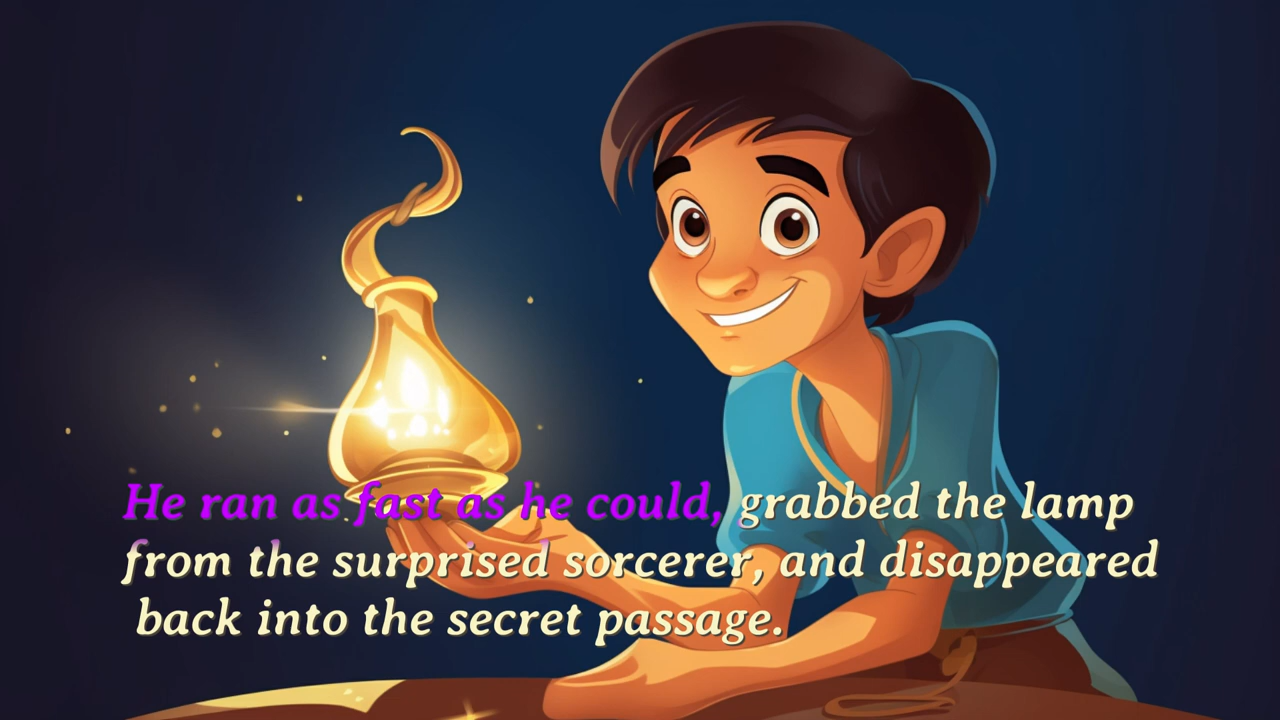 He ran as fast as he could, grabbed the lamp
from the surprised sorcerer, and disappeared
back into the secret passage.